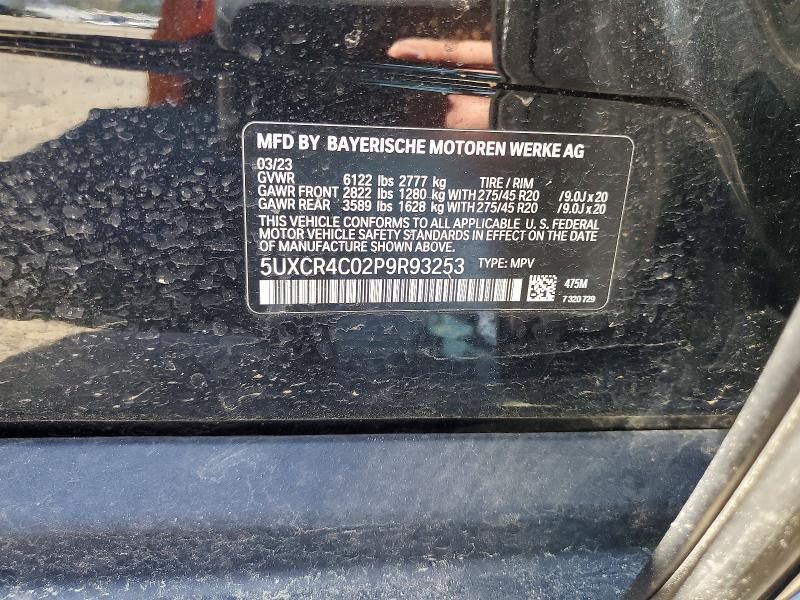 MFD BY BAYERISCHE MOTOREN WERKE AG
03/23
GVWR 6122 lbs 2777 kg TIRE / RIM
GAWR FRONT 2822 lbs 1280 kg WITH 275/45 R20 /9.0J x 20
GAWR REAR 3589 lbs 1628 kg WITH 275/45 R20 /9.0J x 20
THIS VEHICLE CONFORMS TO ALL APPLICABLE U. S. FEDERAL
MOTOR VEHICLE SAFETY STANDARDS IN EFFECT ON THE DATE
OF MANUFACTURE SHOWN ABOVE.
5UXCR4C02P9R93253 TYPE: MPV
475M
7 320 729